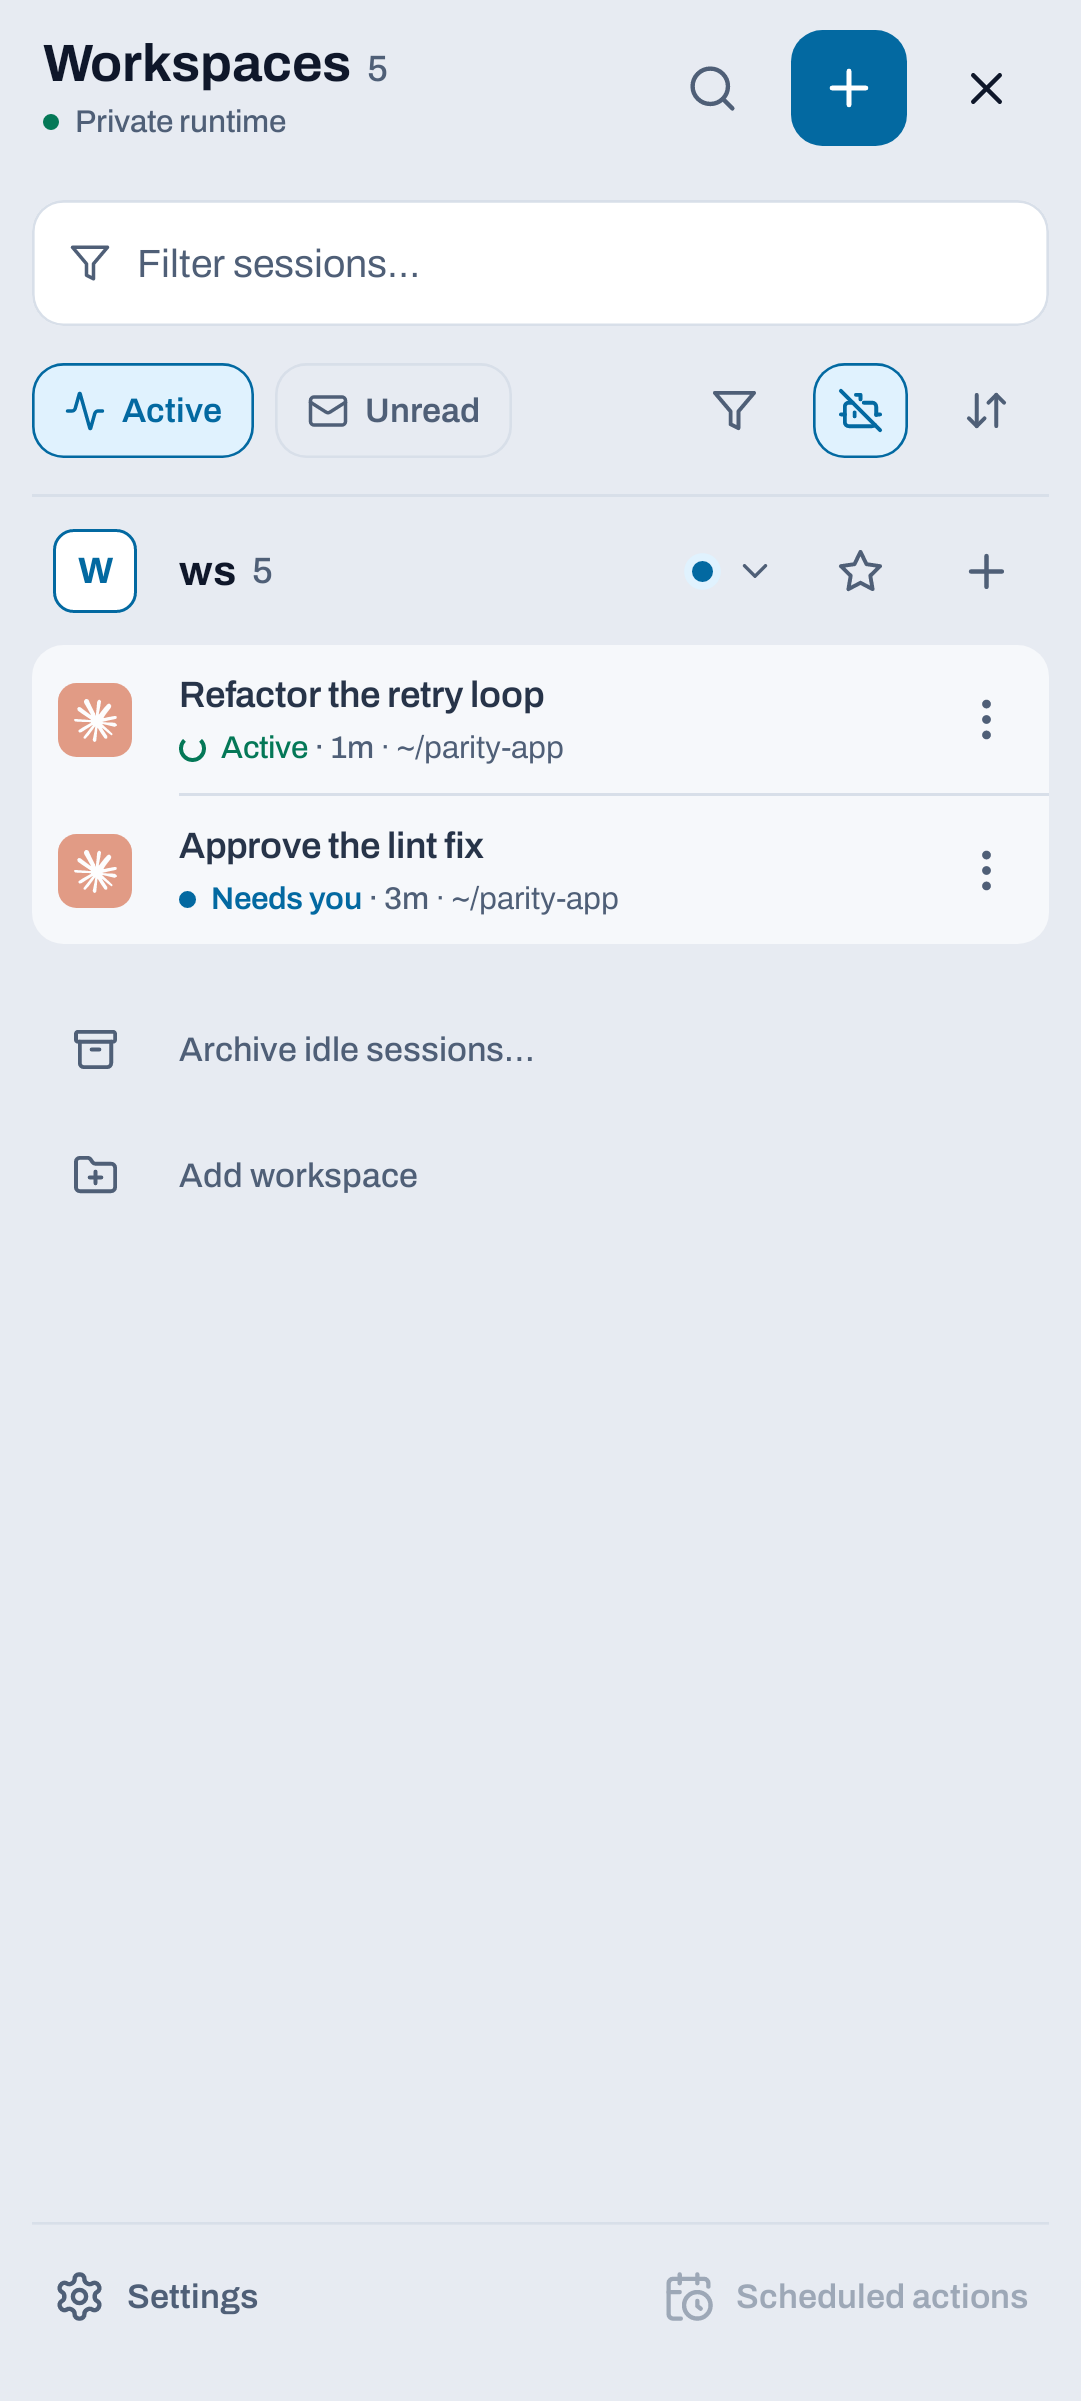 Workspaces 5
Private runtime
Filter sessions...
Active
Unread
W
ws 5
Refactor the retry loop
Active · 1m · ~/parity-app
Approve the lint fix
Needs you · 3m · ~/parity-app
Archive idle sessions...
Add workspace
Settings
Scheduled actions